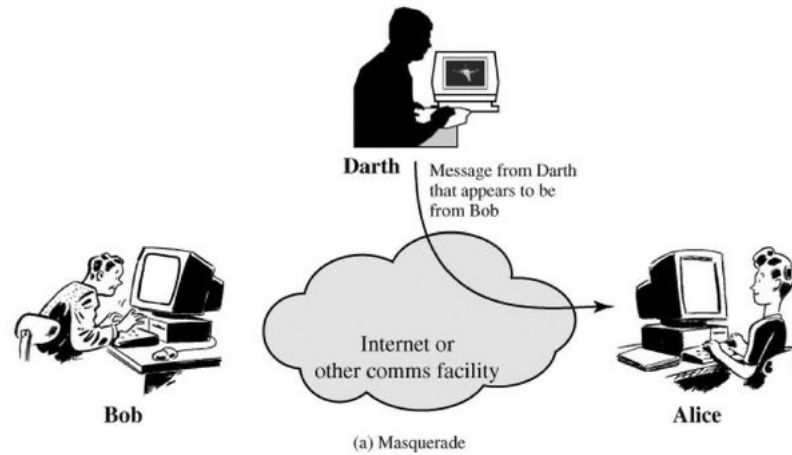 Darth
Message from Darth
that appears to be
from Bob
Internet or
other comms facility
Bob
Alice
(a) Masquerade